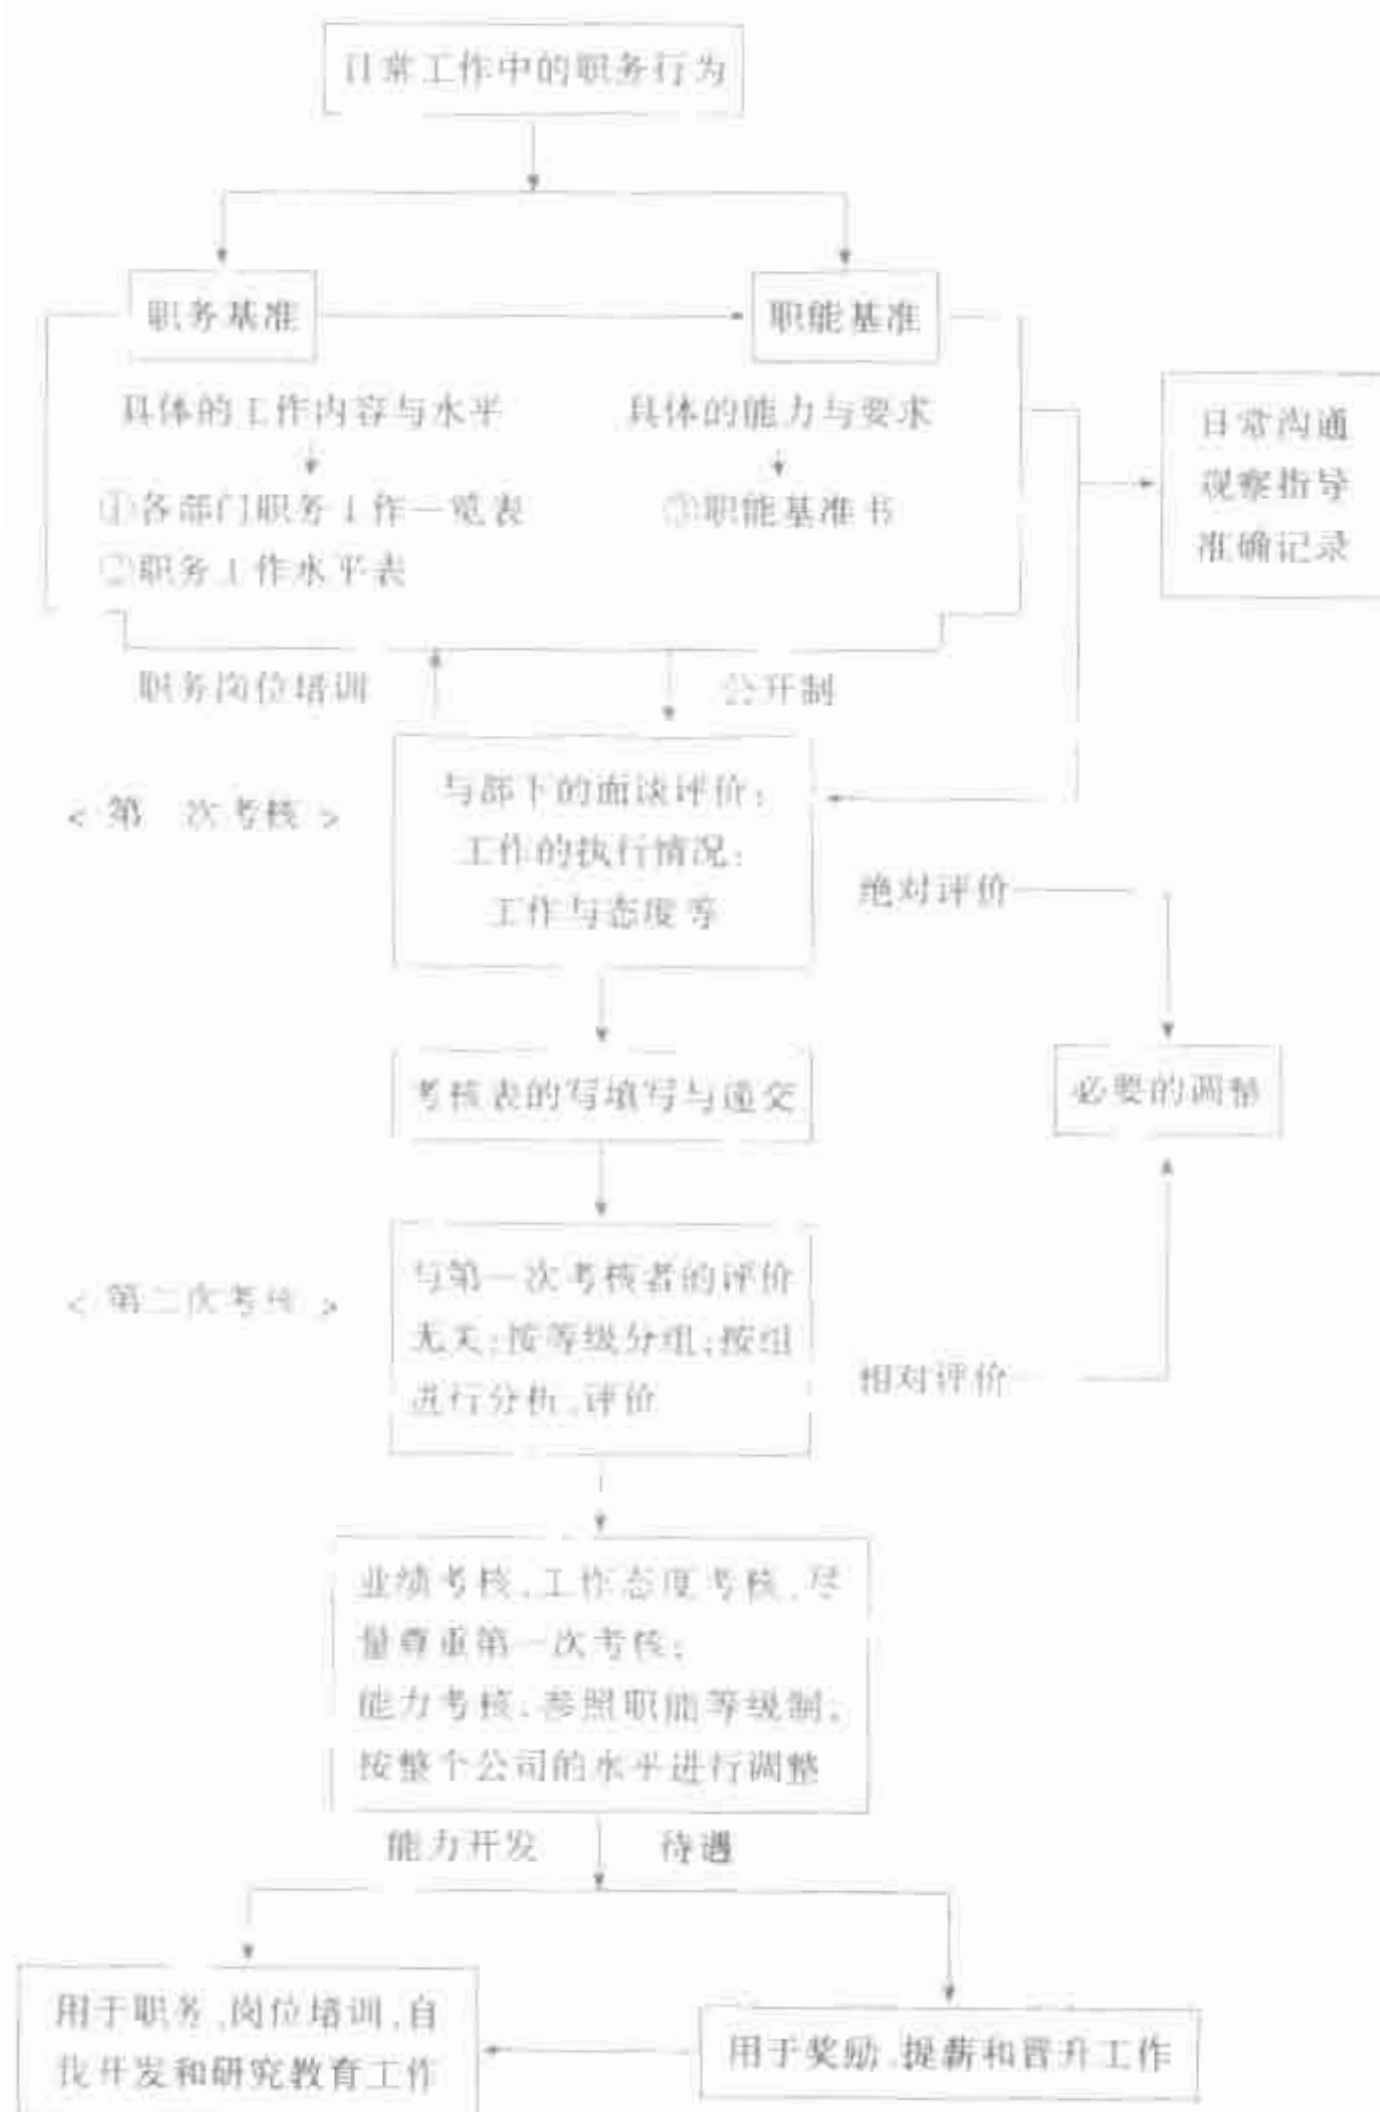 日常工作中的职务行为
职务基准
职能基准
具体的工作内容与水平
具体的能力与要求
①各部门职务工作一览表
③职能基准书
②职务工作水平表
日常沟通
观察指导
准确记录
职务岗位培训
公开制
<第一次考核>
与部下的面谈评价;
工作的执行情况;
工作与态度等
绝对评价
考核表的写填写与递交
必要的调整
<第二次考核>
与第一次考核者的评价
无关;按等级分组;按组
进行分析、评价
相对评价
业绩考核、工作态度考核,尽
量尊重第一次考核;
能力考核:参照职能等级制,
按整个公司的水平进行调整
能力开发
待遇
用于职务、岗位培训,自
我开发和研究教育工作
用于奖励、提薪和晋升工作